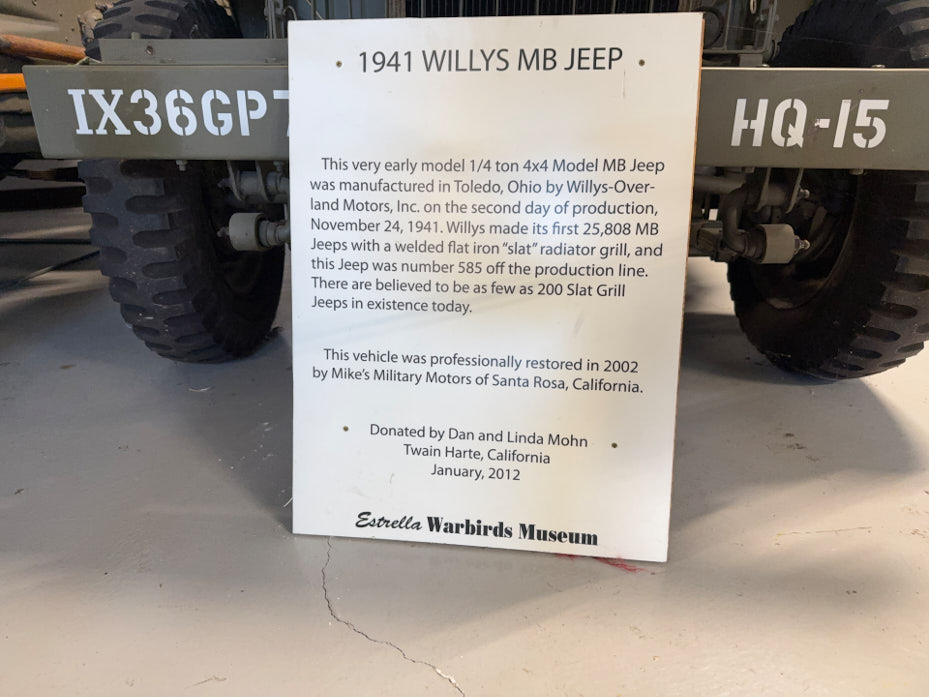 1941 WILLYS MB JEEP
IX36GP7
HQ-15
This very early model 1/4 ton 4x4 Model MB Jeep
was manufactured in Toledo, Ohio by Willys-Over-
land Motors, Inc. on the second day of production,
November 24, 1941. Willys made its first 25,808 MB
Jeeps with a welded flat iron "slat" radiator grill, and
this Jeep was number 585 off the production line.
There are believed to be as few as 200 Slat Grill
Jeeps in existence today.
This vehicle was professionally restored in 2002
by Mike's Military Motors of Santa Rosa, California.
Donated by Dan and Linda Mohn
Twain Harte, California
January, 2012
Estrella Warbirds Museum